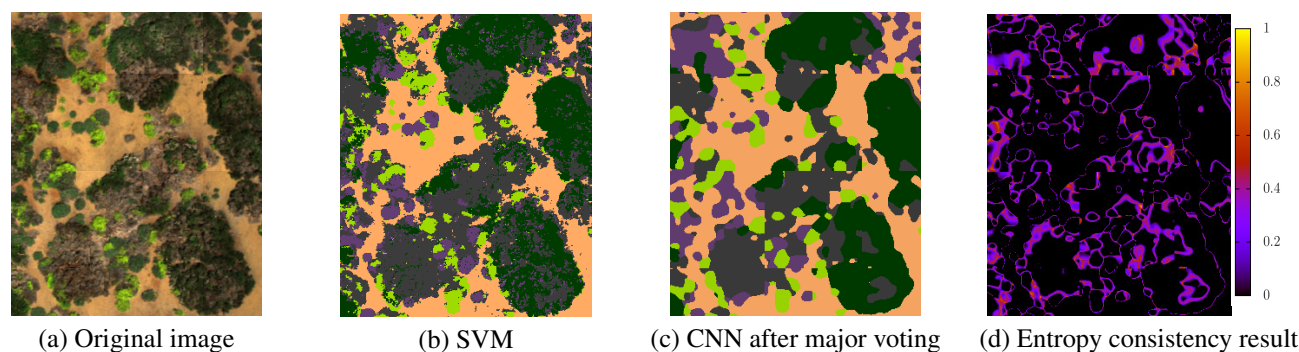 1
0.8
0.6
0.4
0.2
0
(a) Original image
(b) SVM
(c) CNN after major voting
(d) Entropy consistency result